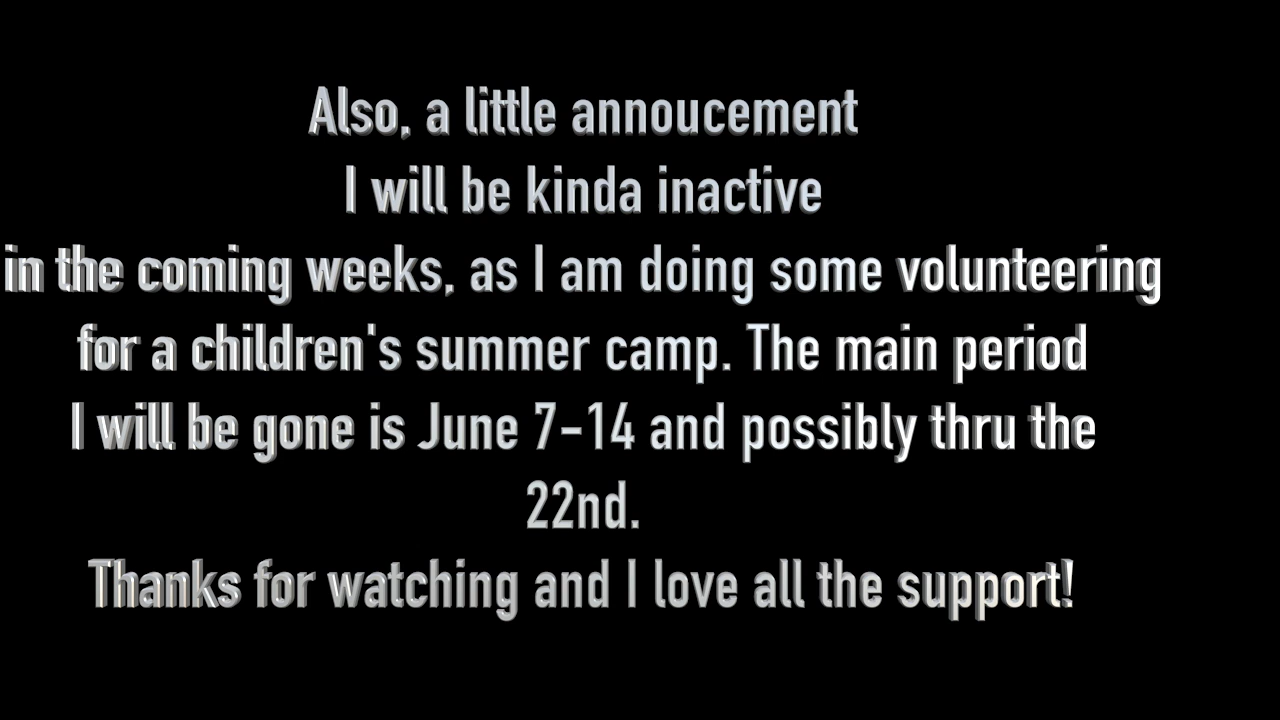 Also, a little annoucement
I will be kinda inactive
in the coming weeks, as I am doing some volunteering
for a children's summer camp. The main period
I will be gone is June 7-14 and possibly thru the
22nd.
Thanks for watching and I love all the support!